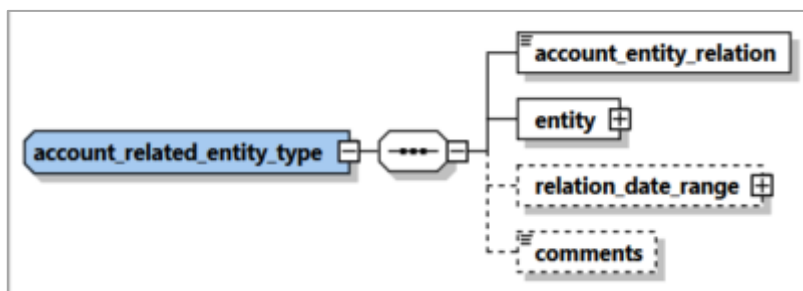 account_entity_relation
entity
account_related_entity_type
relation_date_range
comments